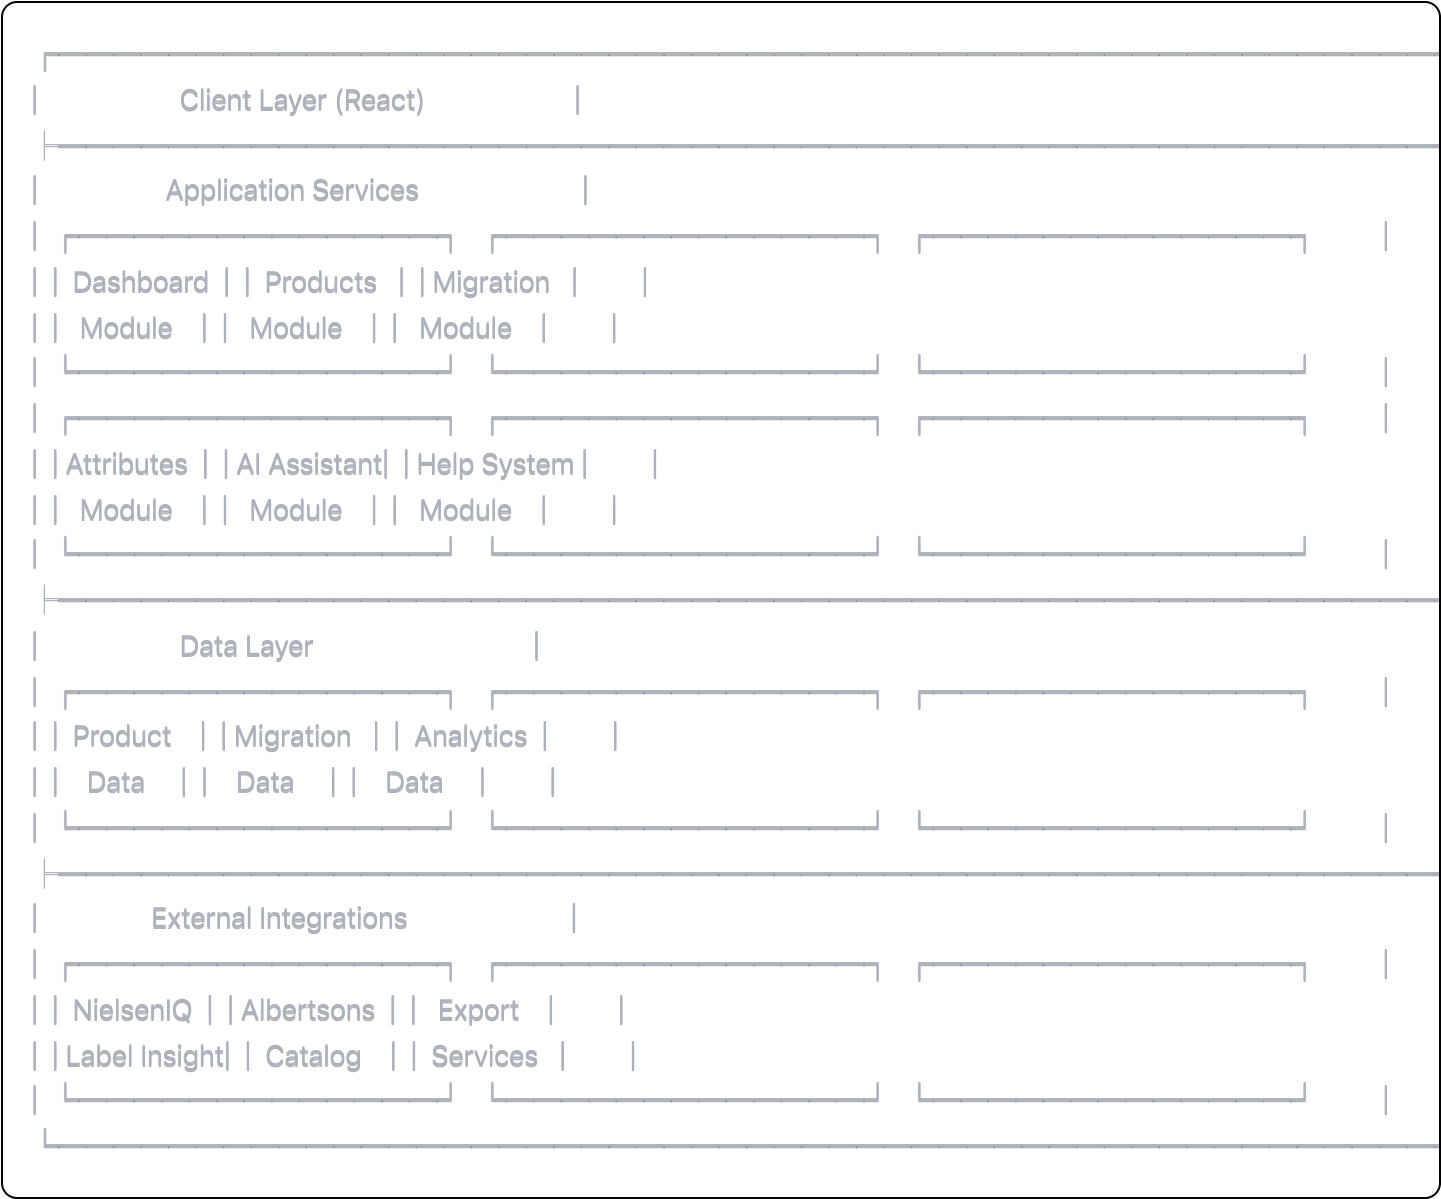 Client Layer (React)
Application Services
Dashboard Products Migration
Module Module Module
Attributes AI Assistant Help System
Module Module Module
Data Layer
Product Migration Analytics
Data Data Data
External Integrations
NielsenIQ Albertsons Export
Label Insight Catalog Services